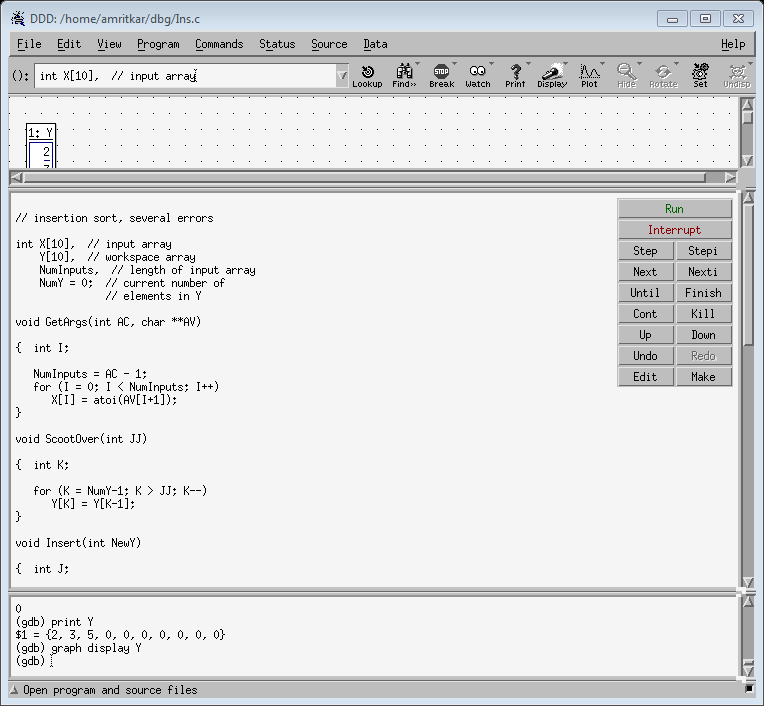 DDD: /home/amritkar/dbg/Ins.c
File Edit View Program Commands Status Source Data Help
(): int X[10],  // input array
Lookup Find>> Break Watch Print Display Plot Hide Rotate Set Undisp
STOP
1: Y
2
// insertion sort, several errors
int X[10],  // input array
Y[10],  // workspace array
NumInputs,  // length of input array
NumY = 0;  // current number of
// elements in Y
void GetArgs(int AC, char **AV)
{  int I;
NumInputs = AC - 1;
for (I = 0; I < NumInputs; I++)
X[I] = atoi(AV[I+1]);
}
void ScootOver(int JJ)
{  int K;
for (K = NumY-1; K > JJ; K--)
Y[K] = Y[K-1];
}
void Insert(int NewY)
{  int J;
Run
Interrupt
Step Stepi
Next Nexti
Until Finish
Cont Kill
Up Down
Undo Redo
Edit Make
0
(gdb) print Y
$1 = {2, 3, 5, 0, 0, 0, 0, 0, 0, 0}
(gdb) graph display Y
(gdb)
Open program and source files